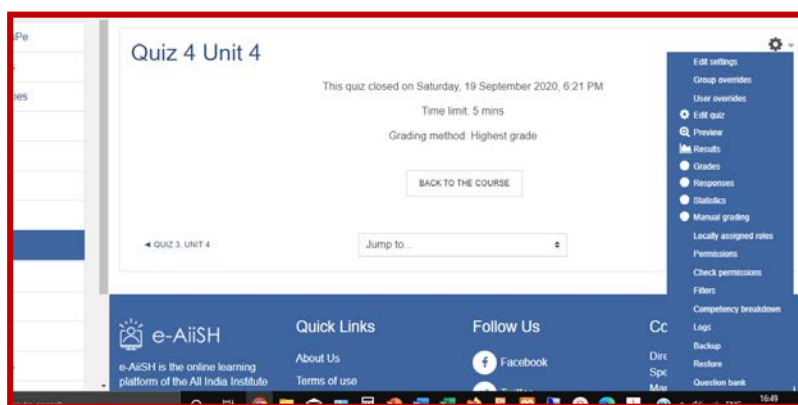 Quiz 4 Unit 4
This quiz closed on Saturday, 19 September 2020, 6:21 PM
Time limit: 5 mins
Grading method: Highest grade
BACK TO THE COURSE
◄ QUIZ 3, UNIT 4
Jump to...
Edit settings
Group overrides
User overrides
Edit quiz
Preview
Results
Grades
Responses
Statistics
Manual grading
Locally assigned roles
Permissions
Check permissions
Filters
Competency breakdown
Logs
Backup
Restore
Question bank
e-AiiSH
e-AiiSH is the online learning
platform of the All India Institute
Quick Links
About Us
Terms of use
Follow Us
Facebook
16:49